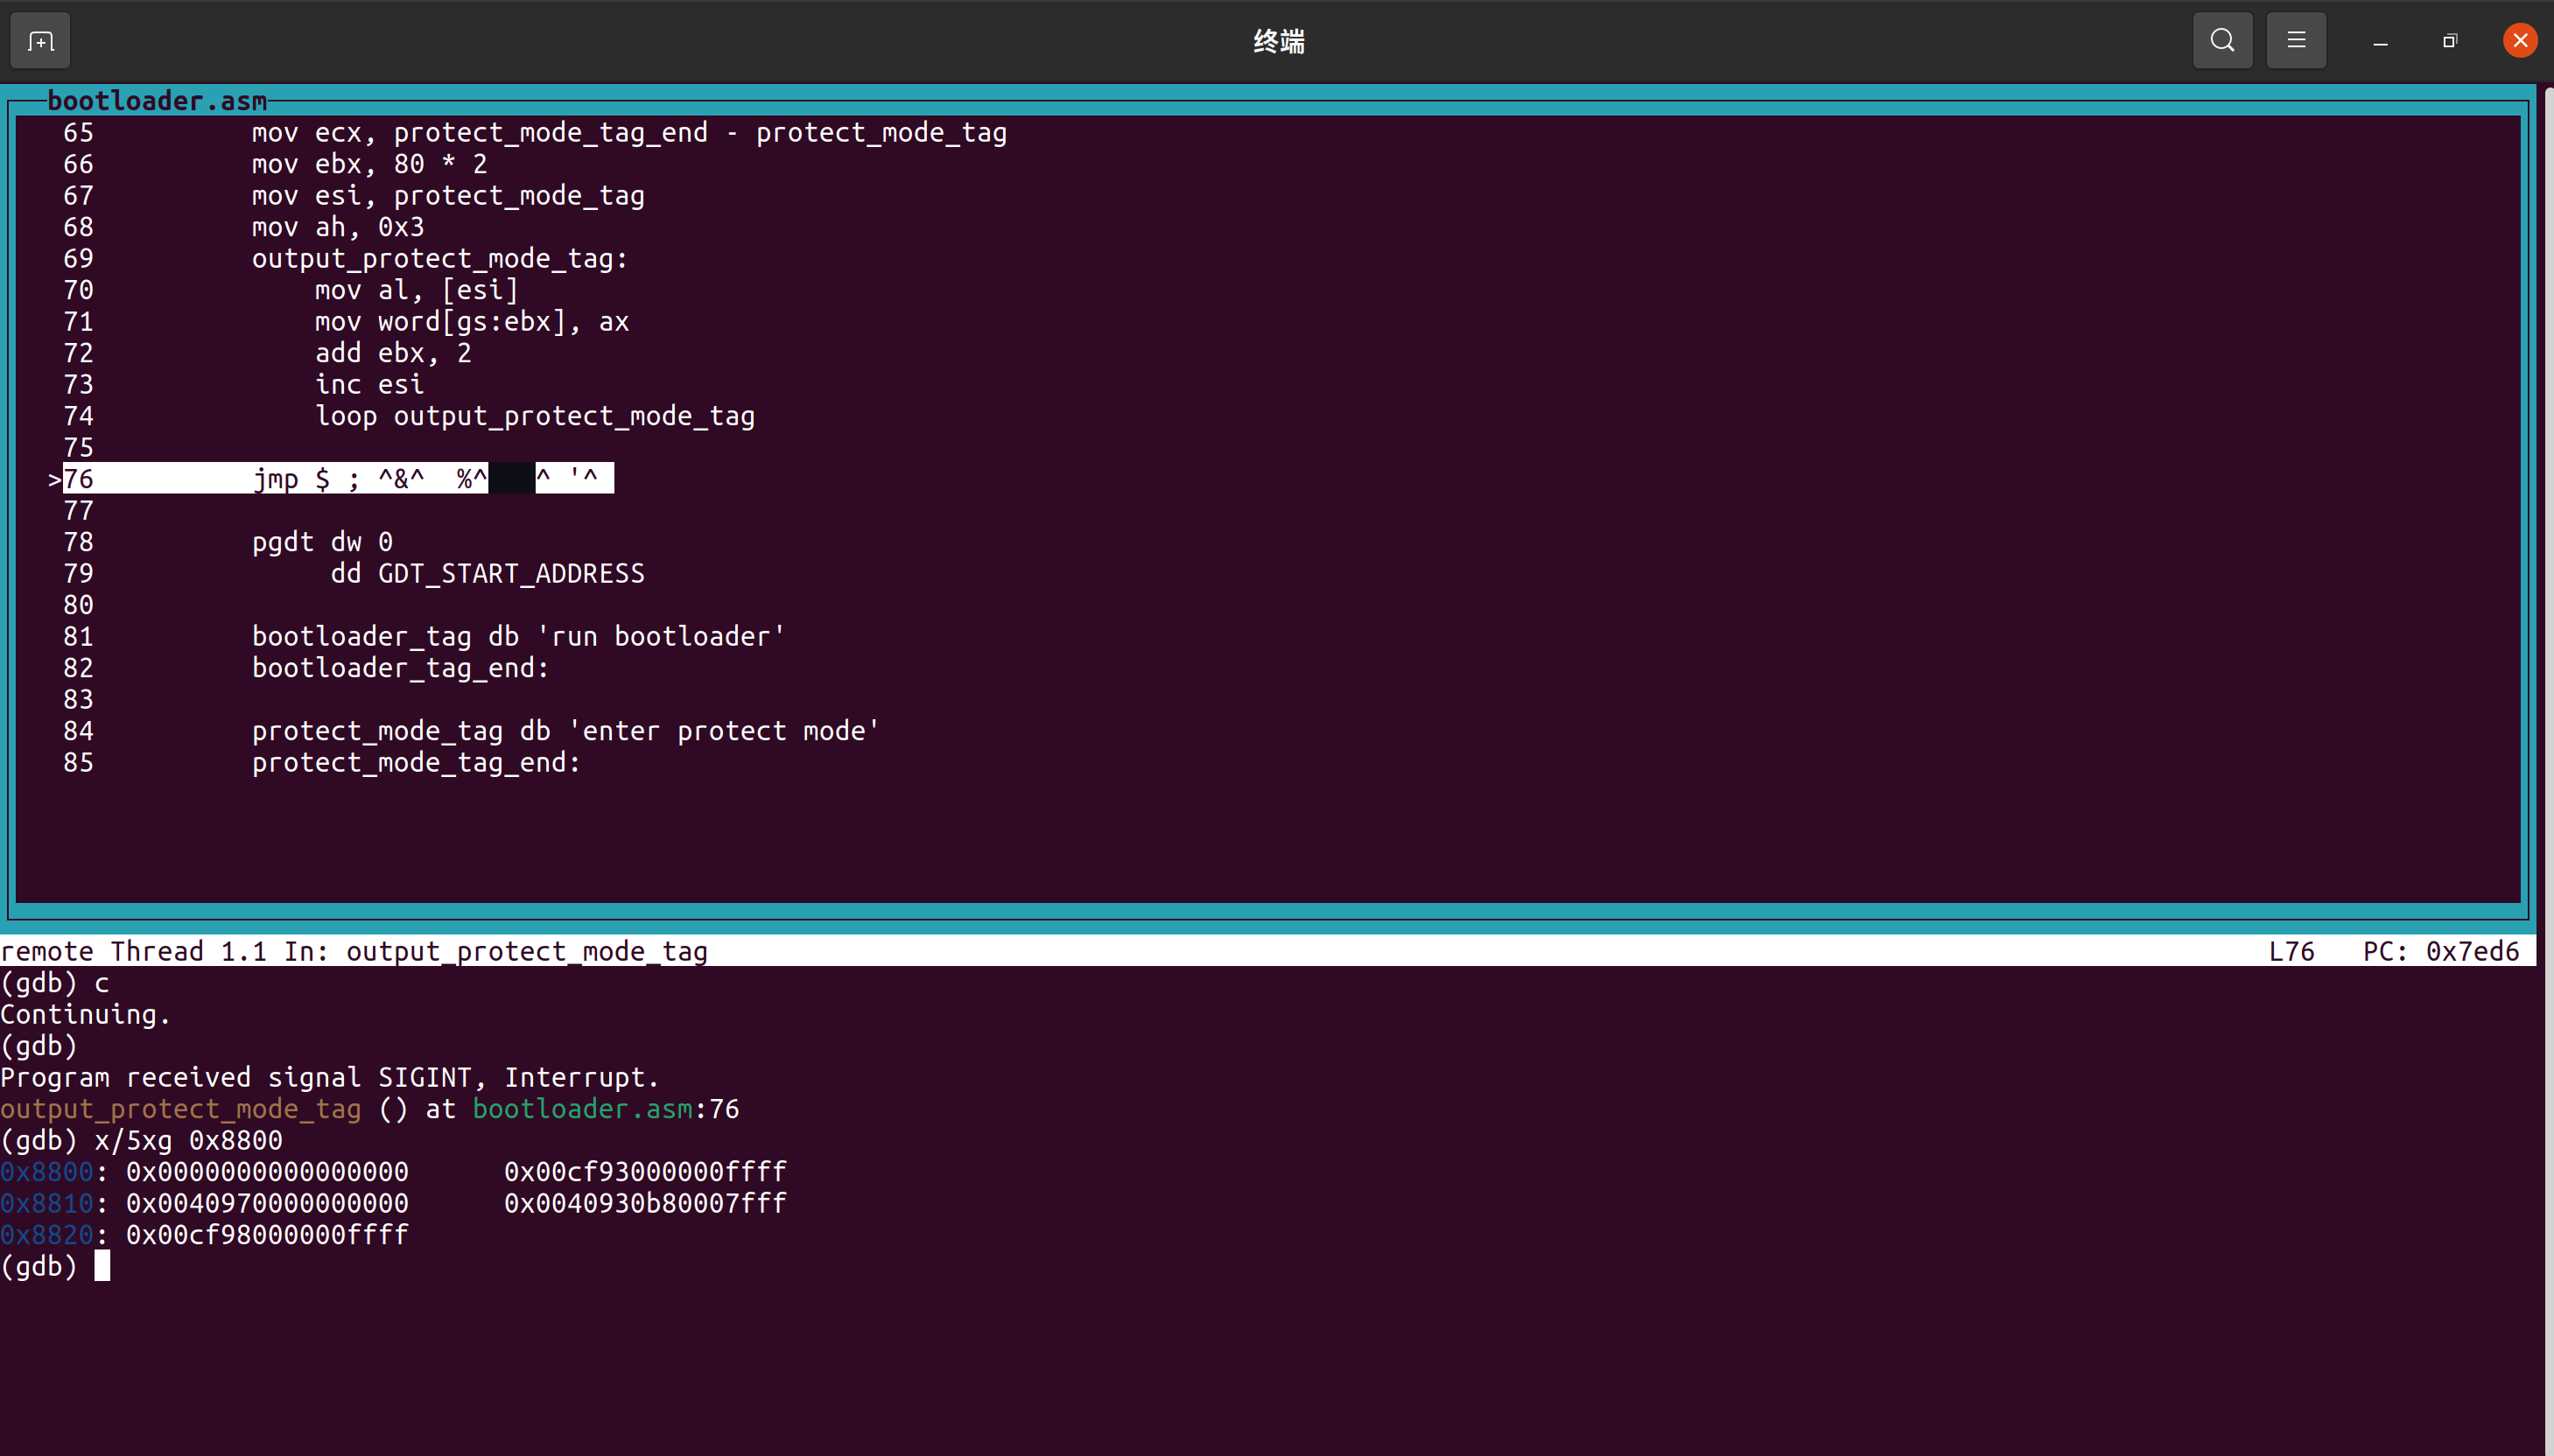 终端
bootloader.asm
65 mov ecx, protect_mode_tag_end - protect_mode_tag
66 mov ebx, 80 * 2
67 mov esi, protect_mode_tag
68 mov ah, 0x3
69 output_protect_mode_tag:
70 mov al, [esi]
71 mov word[gs:ebx], ax
72 add ebx, 2
73 inc esi
74 loop output_protect_mode_tag
75
>76 jmp $ ; ^&^ %^ ^ '^
77
78 pgdt dw 0
79 dd GDT_START_ADDRESS
80
81 bootloader_tag db 'run bootloader'
82 bootloader_tag_end:
83
84 protect_mode_tag db 'enter protect mode'
85 protect_mode_tag_end:
remote Thread 1.1 In: output_protect_mode_tag L76 PC: 0x7ed6
(gdb) c
Continuing.
(gdb)
Program received signal SIGINT, Interrupt.
output_protect_mode_tag () at bootloader.asm:76
(gdb) x/5xg 0x8800
0x8800: 0x0000000000000000 0x00cf93000000ffff
0x8810: 0x0040970000000000 0x0040930b80007fff
0x8820: 0x00cf98000000ffff
(gdb)